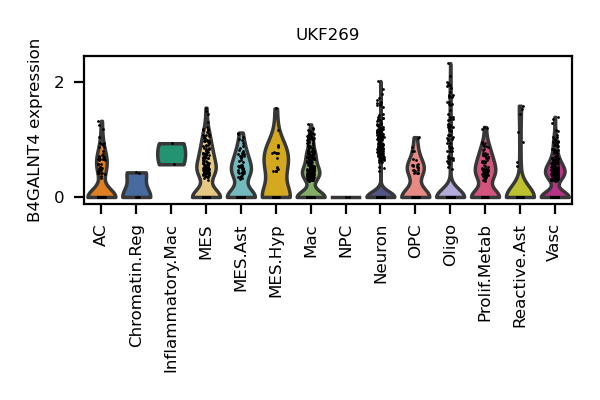 UKF269
B4GALNT4 expression
2
0
AC
Chromatin.Reg
Inflammatory.Mac
MES
MES.Ast
MES.Hyp
Mac
NPC
Neuron
OPC
Oligo
Prolif.Metab
Reactive.Ast
Vasc